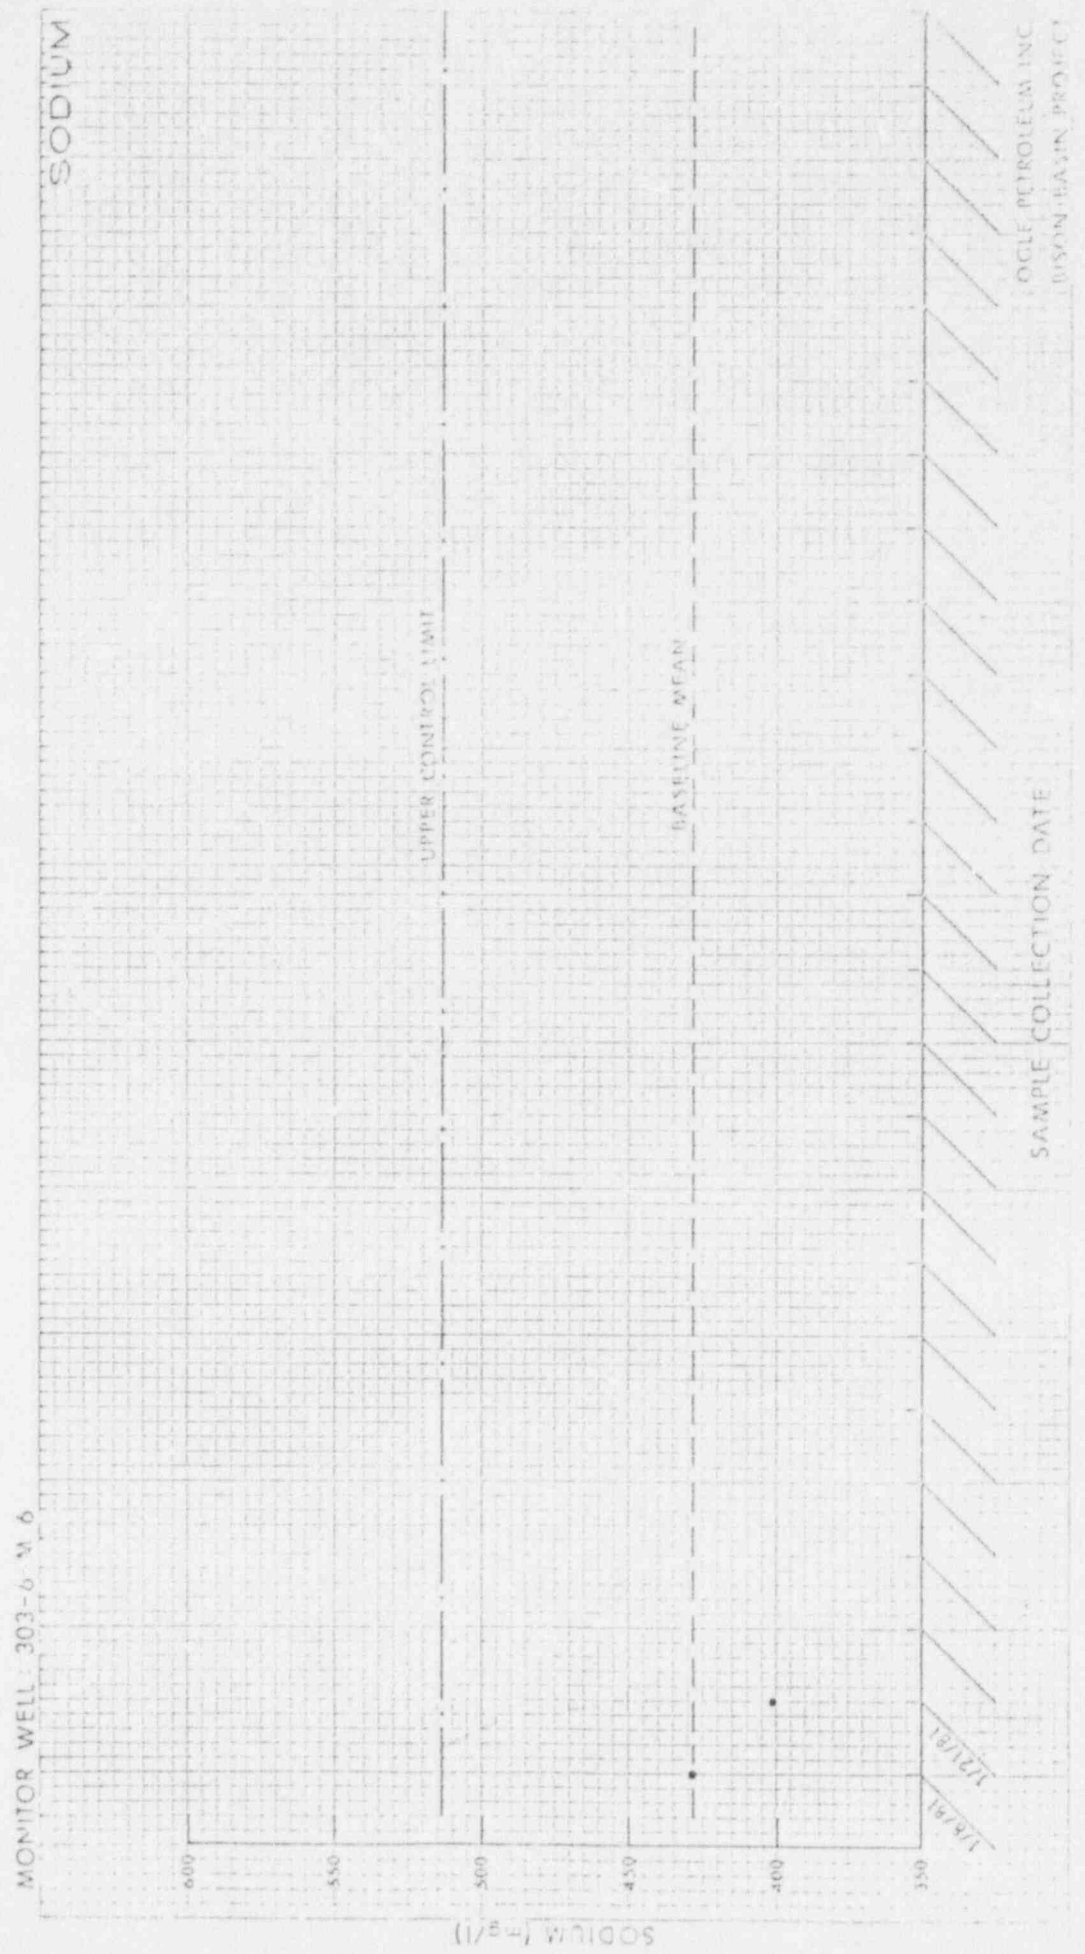 MONITOR WELL: 303-6 M 6
SODIUM
SODIUM (mg/l)
600
550
500
450
400
350
UPPER CONTROL LIMIT
BASELINE MEAN
1/8/81
1/21/81
SAMPLE COLLECTION DATE
OGLE PETROLEUM INC
BISON BASIN PROJECT